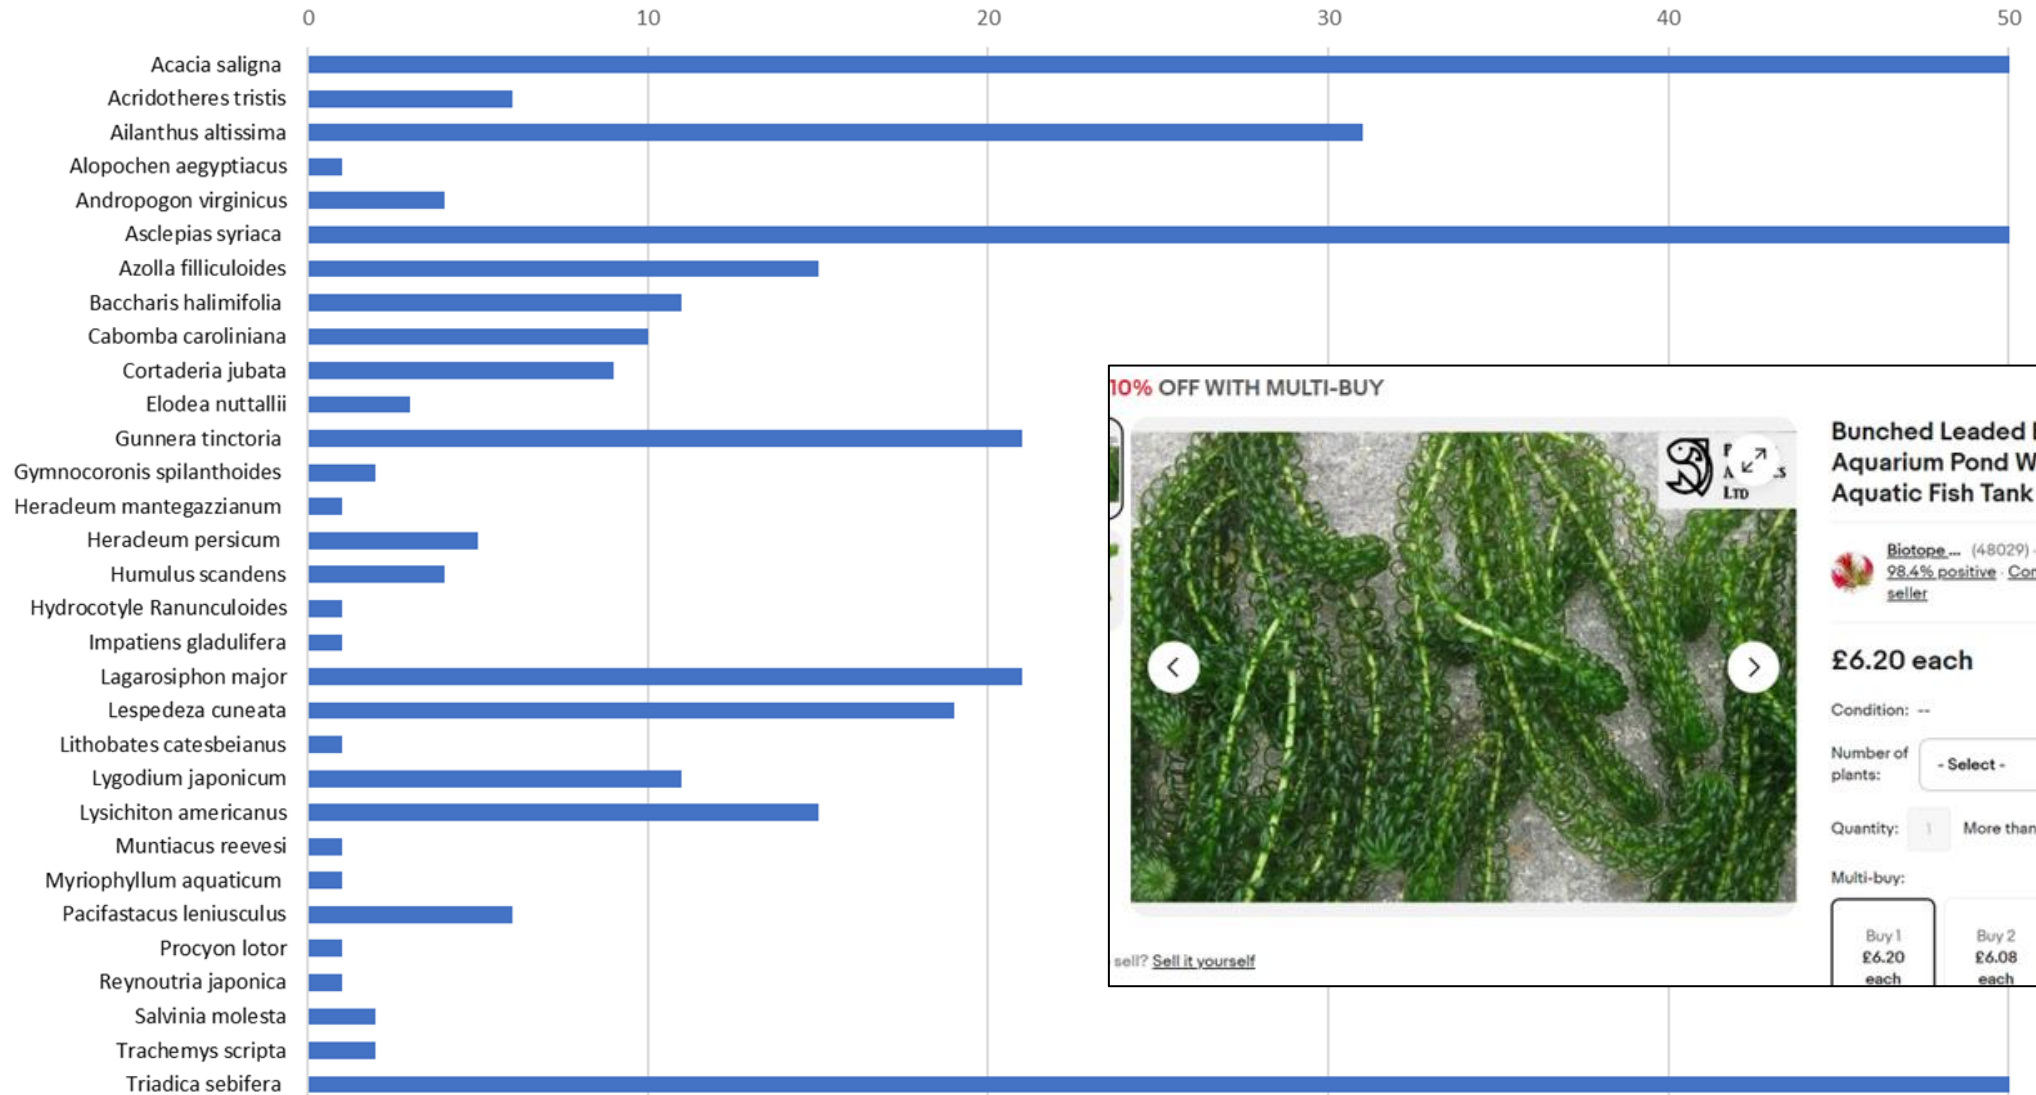 0 10 20 30 40 50
Acacia saligna
Acridotheres tristis
Ailanthus altissima
Alopochen aegyptiacus
Andropogon virginicus
Asclepias syriaca
Azolla filliculoides
Baccharis halimifolia
Cabomba caroliniana
Cortaderia jubata
Elodea nuttallii
Gunnera tinctoria
Gymnocoronis spilanthoides
Heracleum mantegazzianum
Heracleum persicum
Humulus scandens
Hydrocotyle Ranunculoides
Impatiens gladulifera
Lagarosiphon major
Lespedeza cuneata
Lithobates catesbeianus
Lygodium japonicum
Lysichiton americanus
Muntiacus reevesi
Myriophyllum aquaticum
Pacifastacus leniusculus
Procyon lotor
Reynoutria japonica
Salvinia molesta
Trachemys scripta
Triadica sebifera
10% OFF WITH MULTI-BUY
LTD
Bunched Leaded
Aquarium Pond
Aquatic Fish Tank
Biotope ... (48029)
98.4% positive ·
seller
£6.20 each
Condition: --
Number of
plants:
- Select -
Quantity: 1 More than
Multi-buy:
Buy 1
£6.20
each
Buy 2
£6.08
each
sell? Sell it yourself